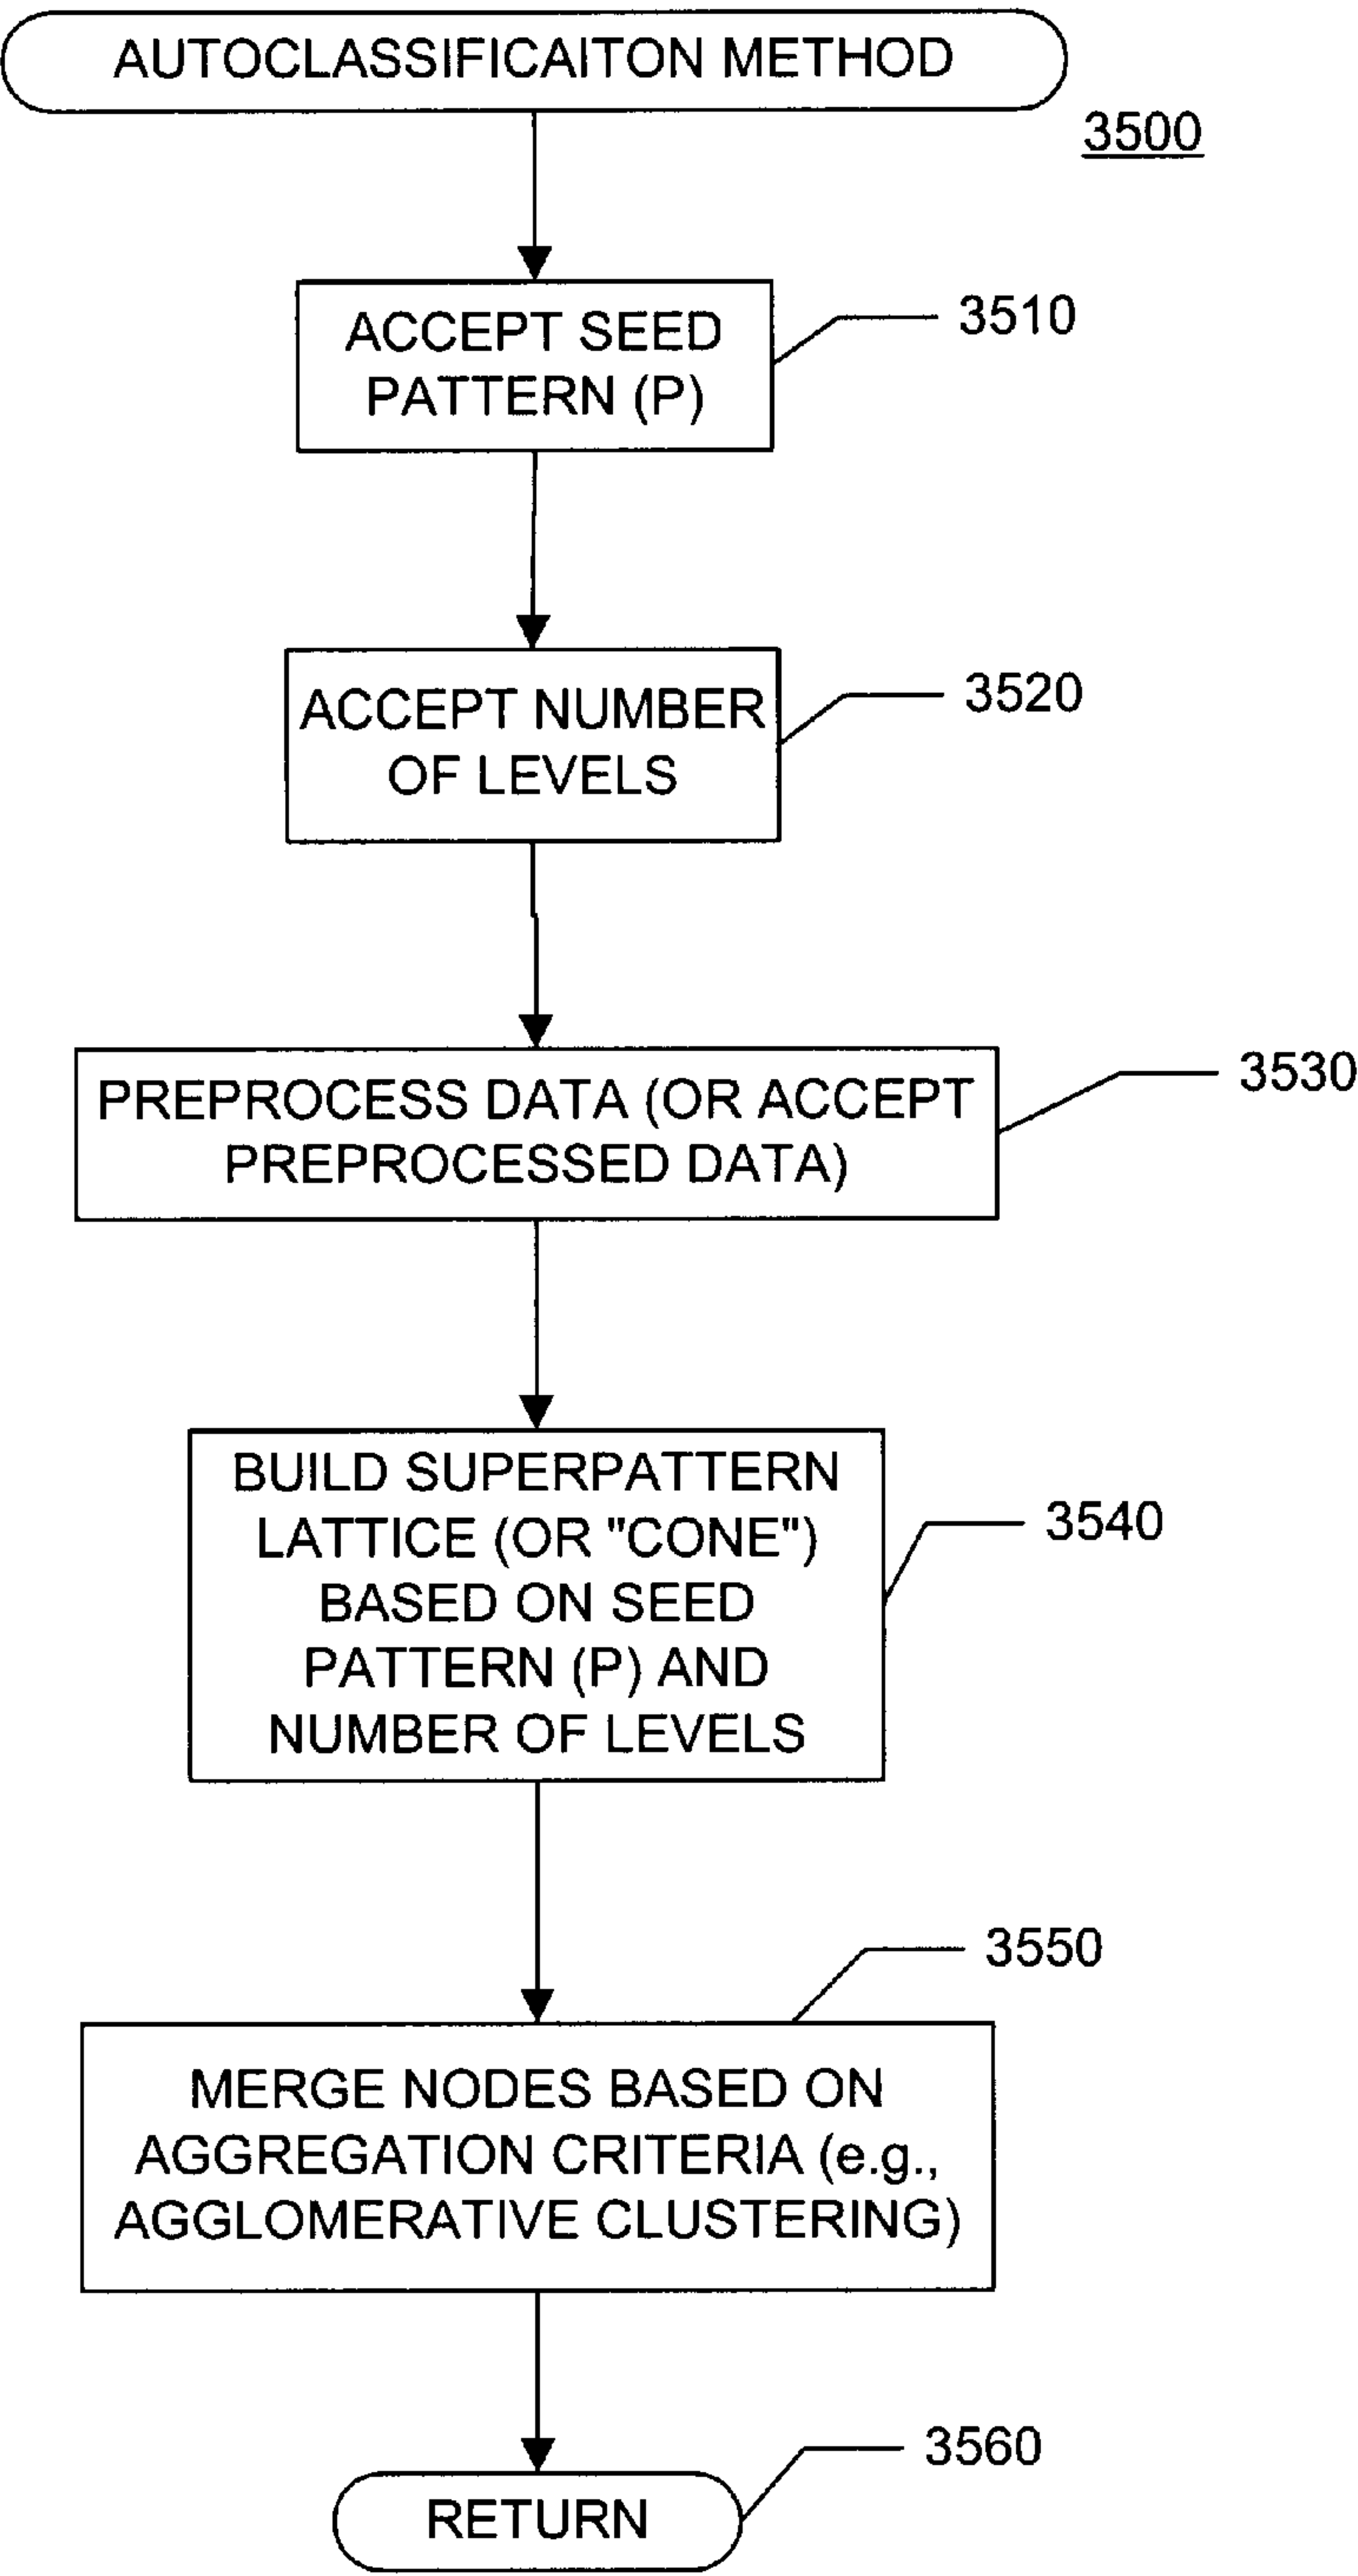 AUTOCLASSIFICAITON METHOD
3500
ACCEPT SEED
PATTERN (P)
3510
ACCEPT NUMBER
OF LEVELS
3520
PREPROCESS DATA (OR ACCEPT
PREPROCESSED DATA)
3530
BUILD SUPERPATTERN
LATTICE (OR "CONE")
BASED ON SEED
PATTERN (P) AND
NUMBER OF LEVELS
3540
MERGE NODES BASED ON
AGGREGATION CRITERIA (e.g.,
AGGLOMERATIVE CLUSTERING)
3550
RETURN
3560